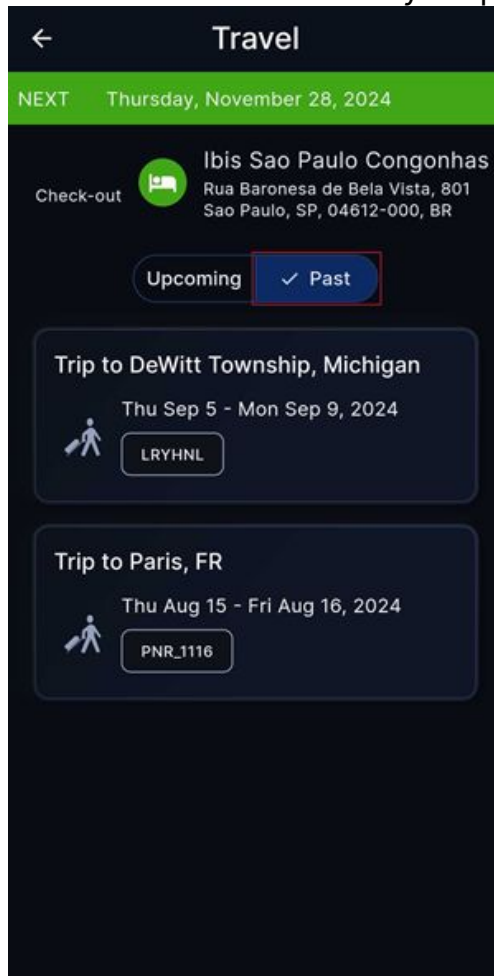 Travel
NEXT Thursday, November 28, 2024
Ibis Sao Paulo Congonhas
Check-out
Rua Baronesa de Bela Vista, 801
Sao Paulo, SP, 04612-000, BR
Upcoming ✓ Past
Trip to DeWitt Township, Michigan
Thu Sep 5 - Mon Sep 9, 2024
LRYHNL
Trip to Paris, FR
Thu Aug 15 - Fri Aug 16, 2024
PNR_1116